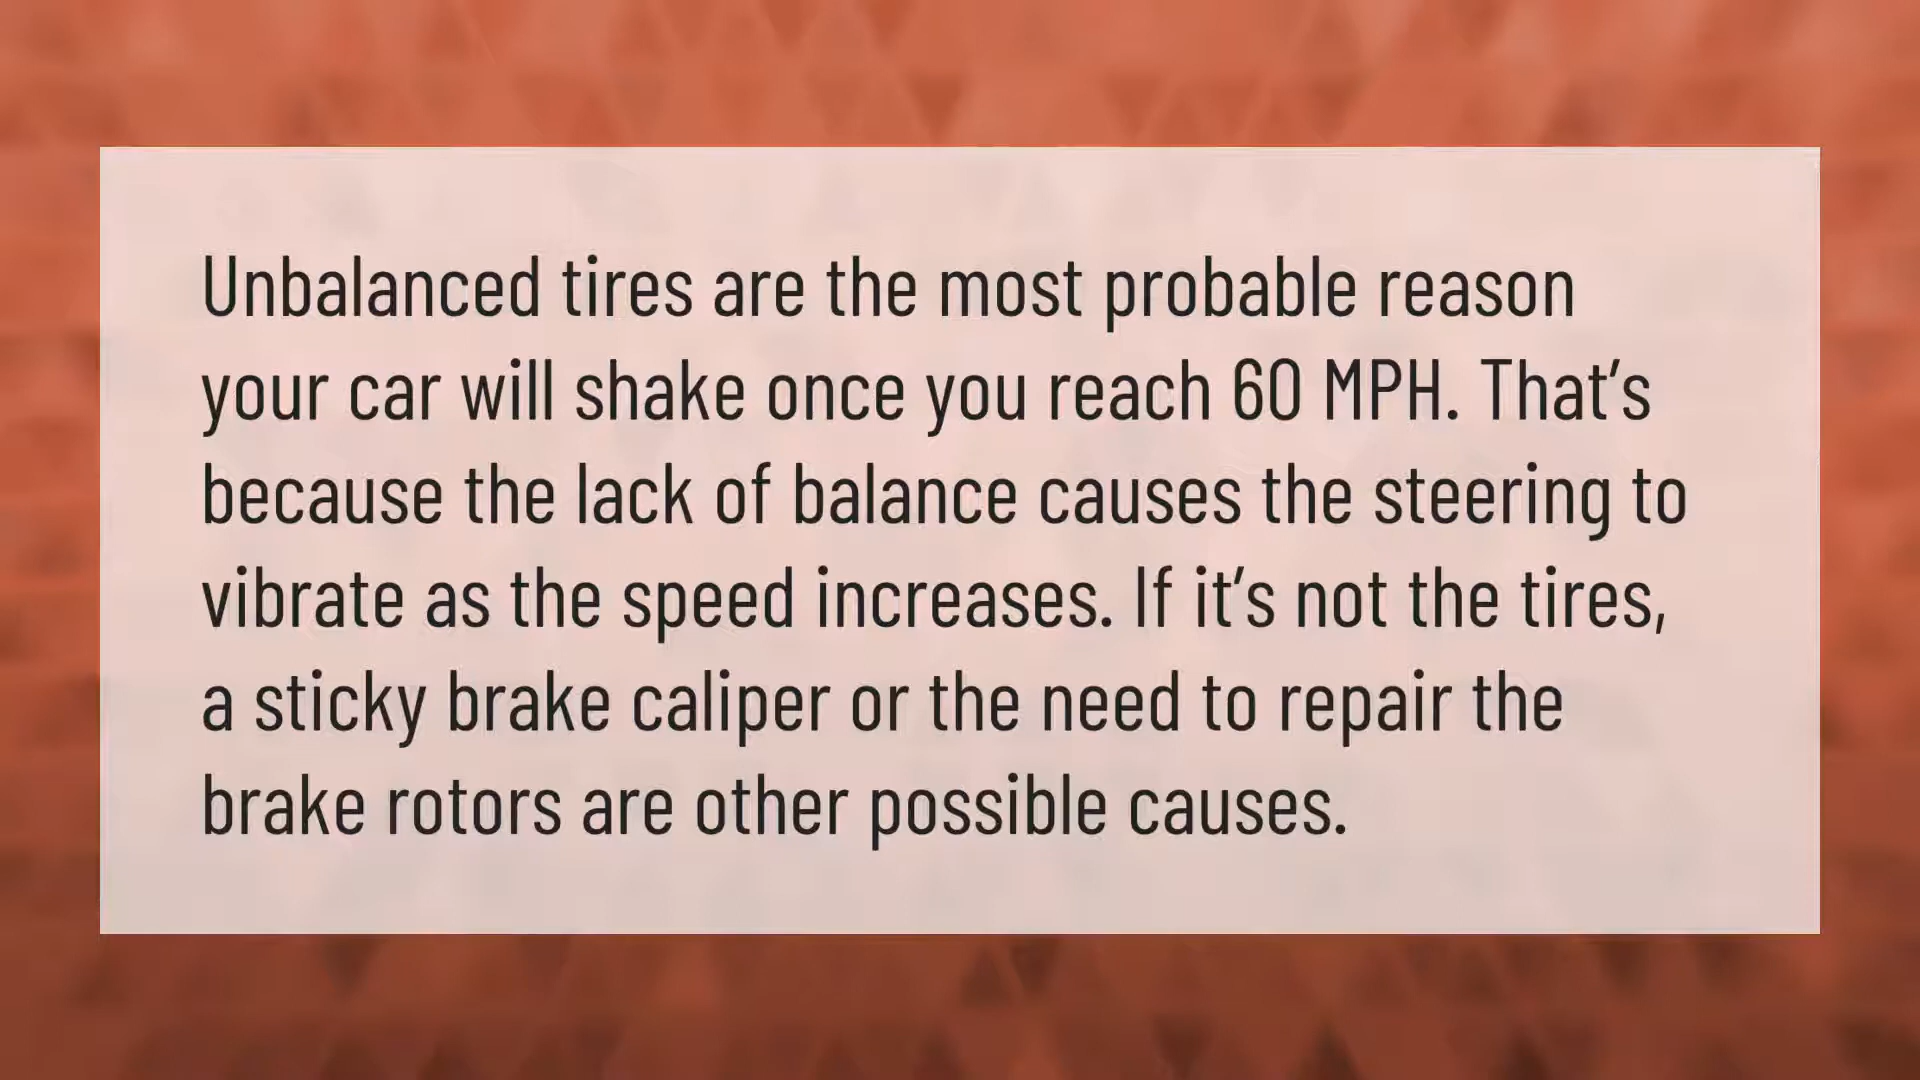 Unbalanced tires are the most probable reason
your car will shake once you reach 60 MPH. That’s
because the lack of balance causes the steering to
vibrate as the speed increases. If it’s not the tires,
a sticky brake caliper or the need to repair the
brake rotors are other possible causes.